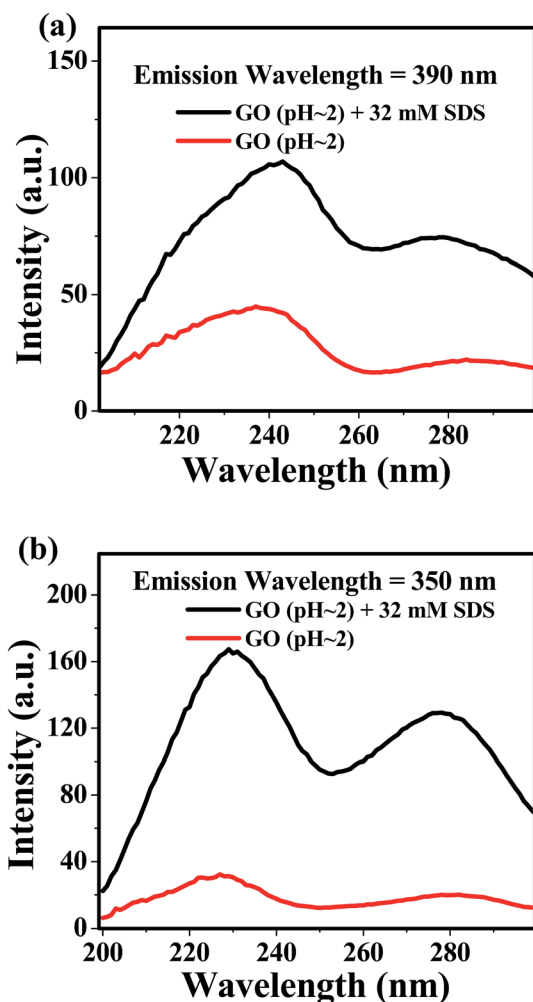 (a)
150
Emission Wavelength = 390 nm
GO (pH~2) + 32 mM SDS
GO (pH~2)
100
50
0
Intensity (a.u.)
220 240 260 280
Wavelength (nm)
(b)
200
Emission Wavelength = 350 nm
GO (pH~2) + 32 mM SDS
GO (pH~2)
160
120
80
40
0
Intensity (a.u.)
200 220 240 260 280
Wavelength (nm)